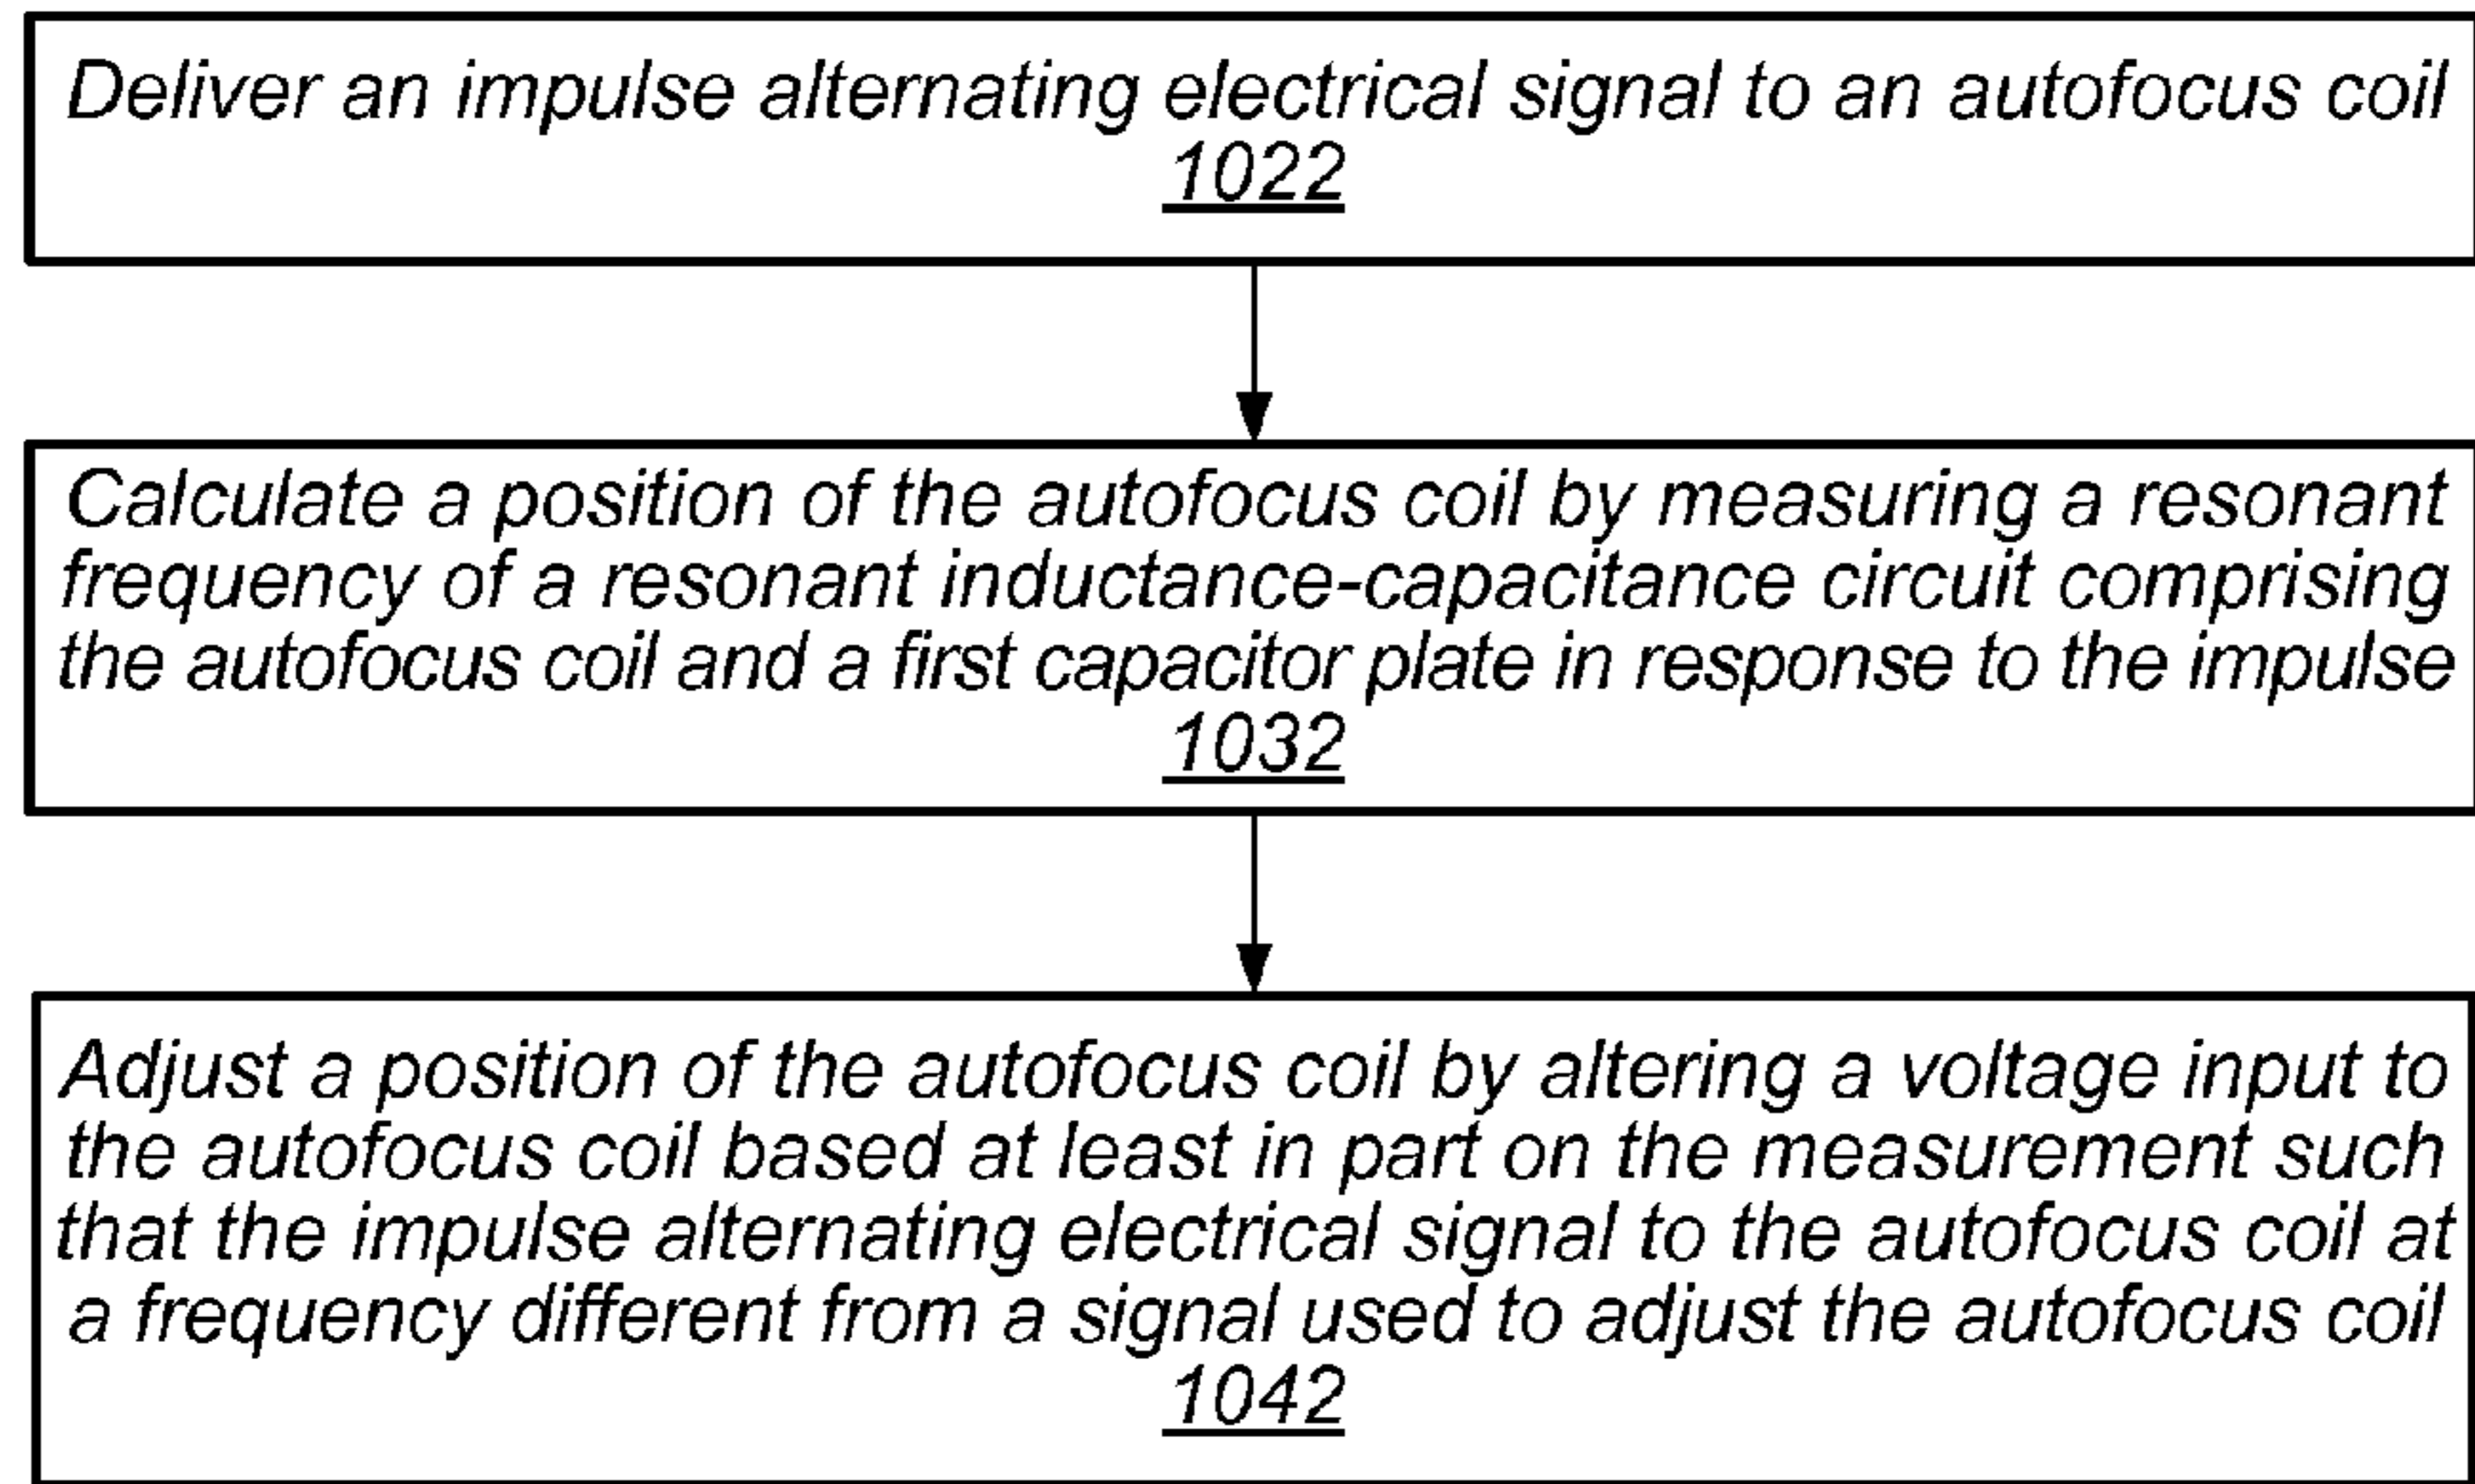 Deliver an impulse alternating electrical signal to an autofocus coil
1022
Calculate a position of the autofocus coil by measuring a resonant
frequency of a resonant inductance-capacitance circuit comprising
the autofocus coil and a first capacitor plate in response to the impulse
1032
Adjust a position of the autofocus coil by altering a voltage input to
the autofocus coil based at least in part on the measurement such
that the impulse alternating electrical signal to the autofocus coil at
a frequency different from a signal used to adjust the autofocus coil
1042